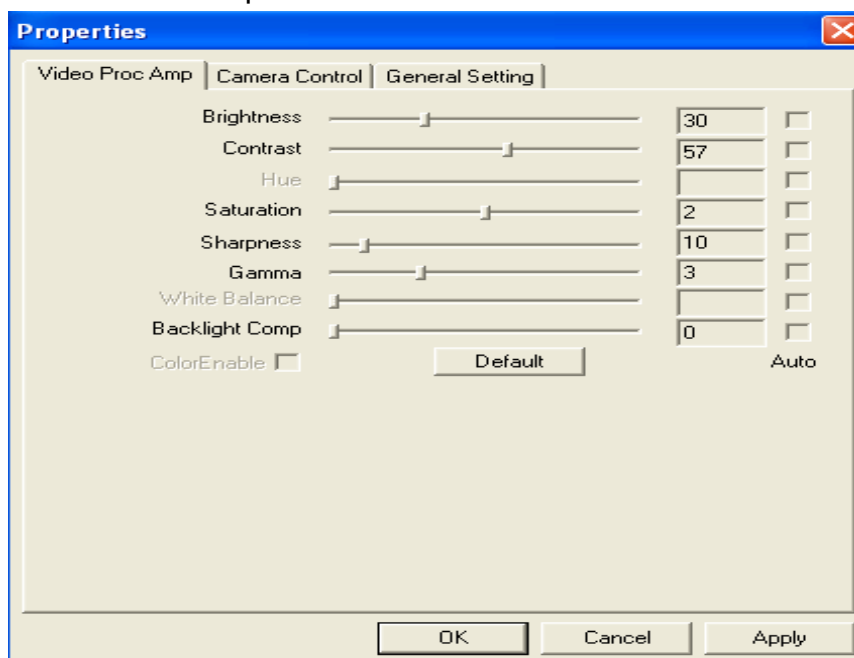 Properties
Video Proc Amp Camera Control General Setting
Brightness 30
Contrast 57
Hue
Saturation 2
Sharpness 10
Gamma 3
White Balance
Backlight Comp 0
ColorEnable Default Auto
OK Cancel Apply